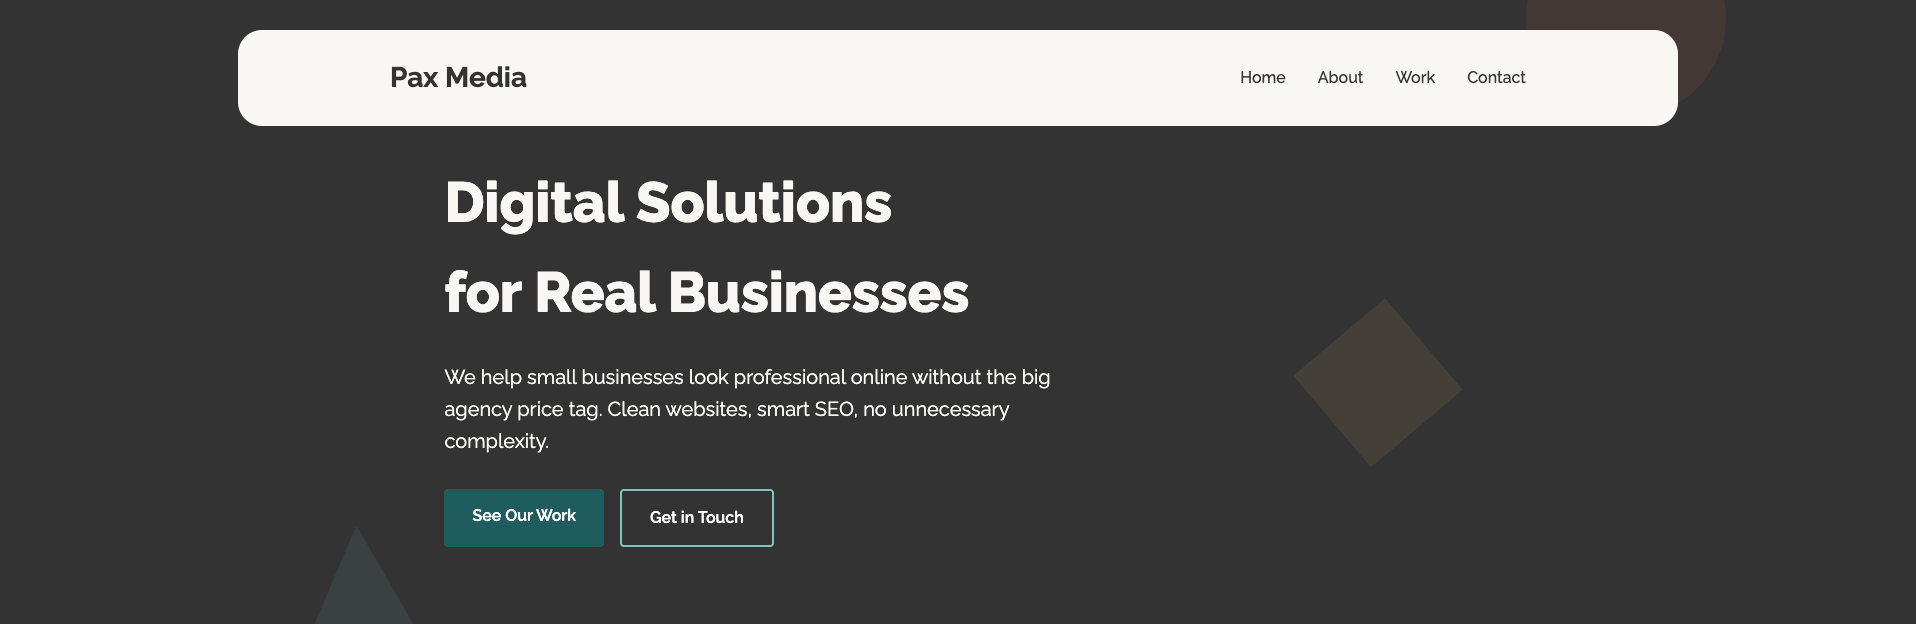 Pax Media
Home About Work Contact
Digital Solutions
for Real Businesses
We help small businesses look professional online without the big
agency price tag. Clean websites, smart SEO, no unnecessary
complexity.
See Our Work Get in Touch